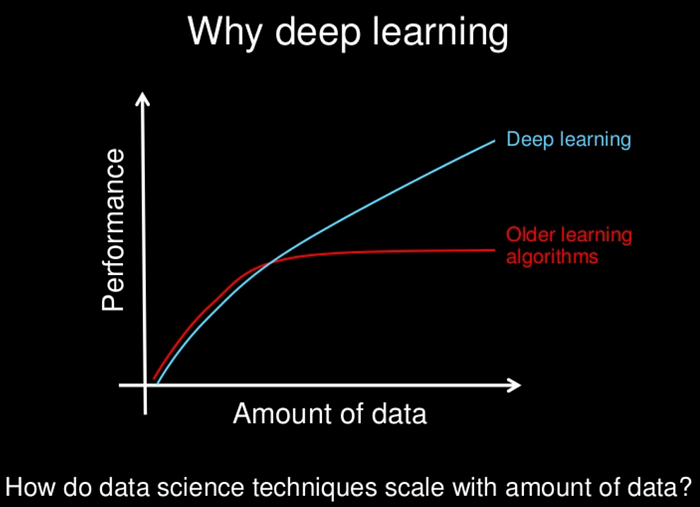 Why deep learning
Deep learning
Performance
Older learning
algorithms
Amount of data
How do data science techniques scale with amount of data?